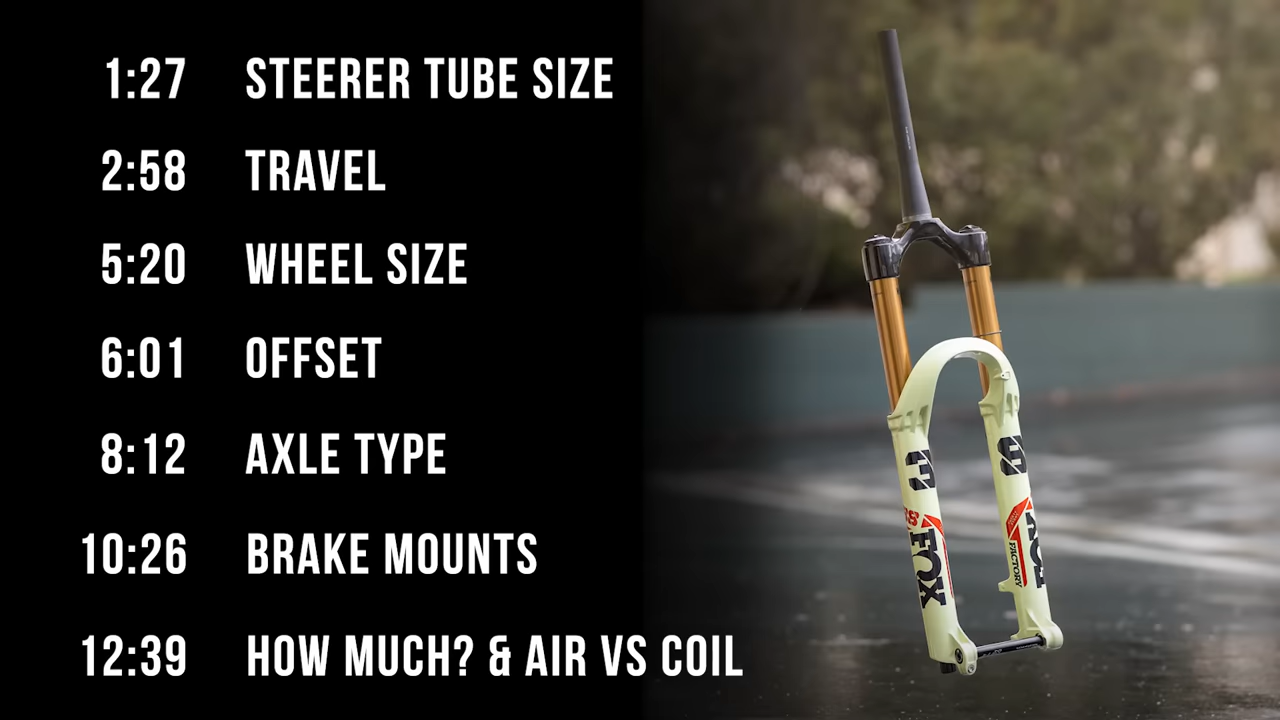 1:27 STEERER TUBE SIZE
2:58 TRAVEL
5:20 WHEEL SIZE
6:01 OFFSET
8:12 AXLE TYPE
10:26 BRAKE MOUNTS
12:39 HOW MUCH? & AIR VS COIL
FOX
FACTORY
FOX